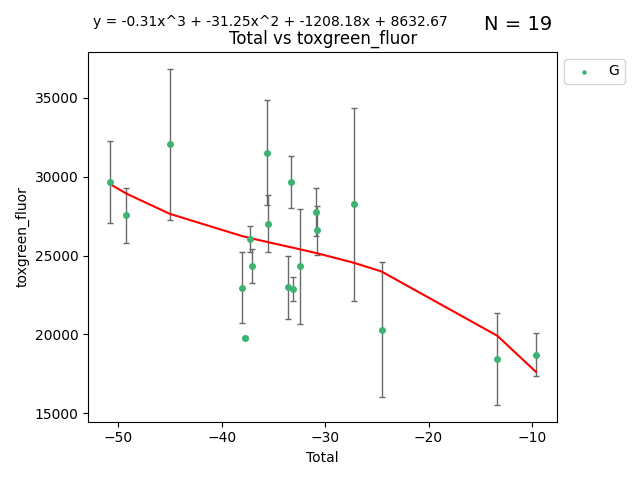 y = -0.31x^3 + -31.25x^2 + -1208.18x + 8632.67
N = 19
Total vs toxgreen_fluor
G
35000
30000
25000
20000
15000
toxgreen_fluor
−50
−40
−30
−20
−10
Total